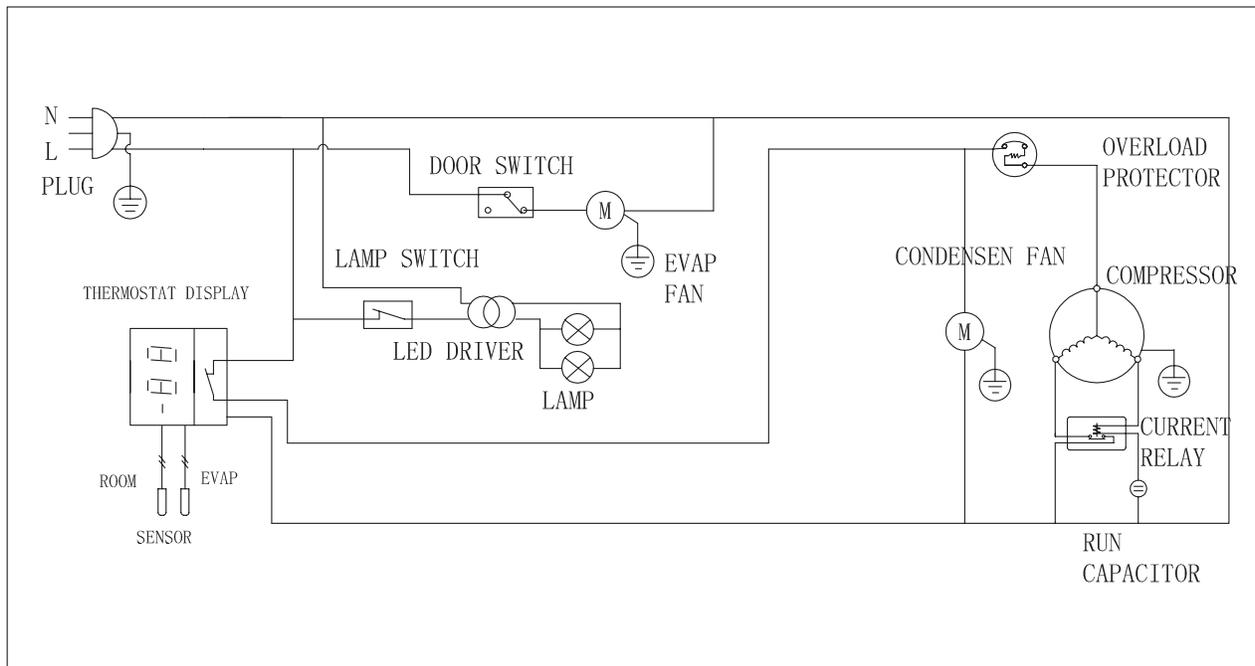 N
L
PLUG
DOOR SWITCH
M
EVAP
FAN
LAMP SWITCH
THERMOSTAT DISPLAY
LED DRIVER
LAMP
ROOM
EVAP
SENSOR
OVERLOAD
PROTECTOR
CONDENSEN FAN
COMPRESSOR
M
CURRENT
RELAY
RUN
CAPACITOR